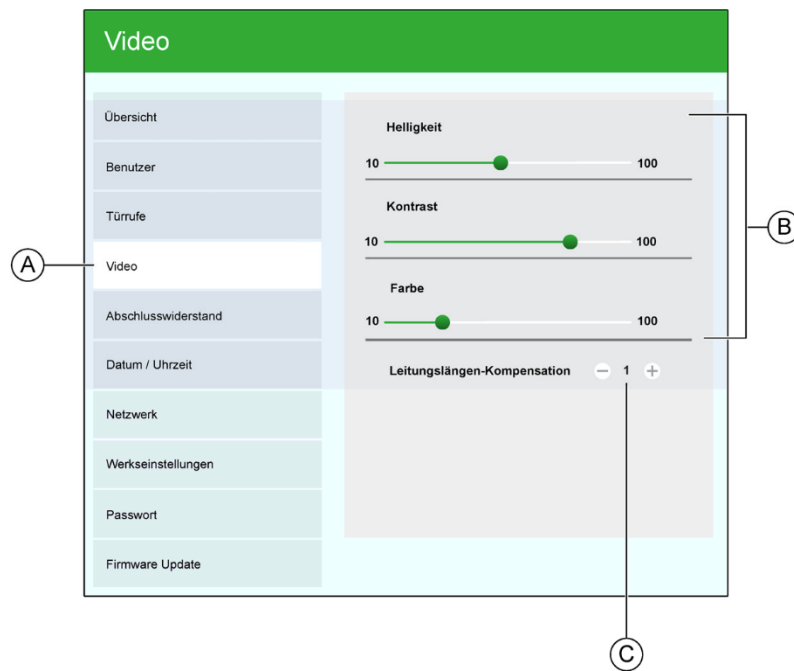 Video
Übersicht
Benutzer
Türrufe
Video
Abschlusswiderstand
Datum / Uhrzeit
Netzwerk
Werkseinstellungen
Passwort
Firmware Update
Helligkeit
10 100
Kontrast
10 100
Farbe
10 100
Leitungslängen-Kompensation − 1 +
A
B
C